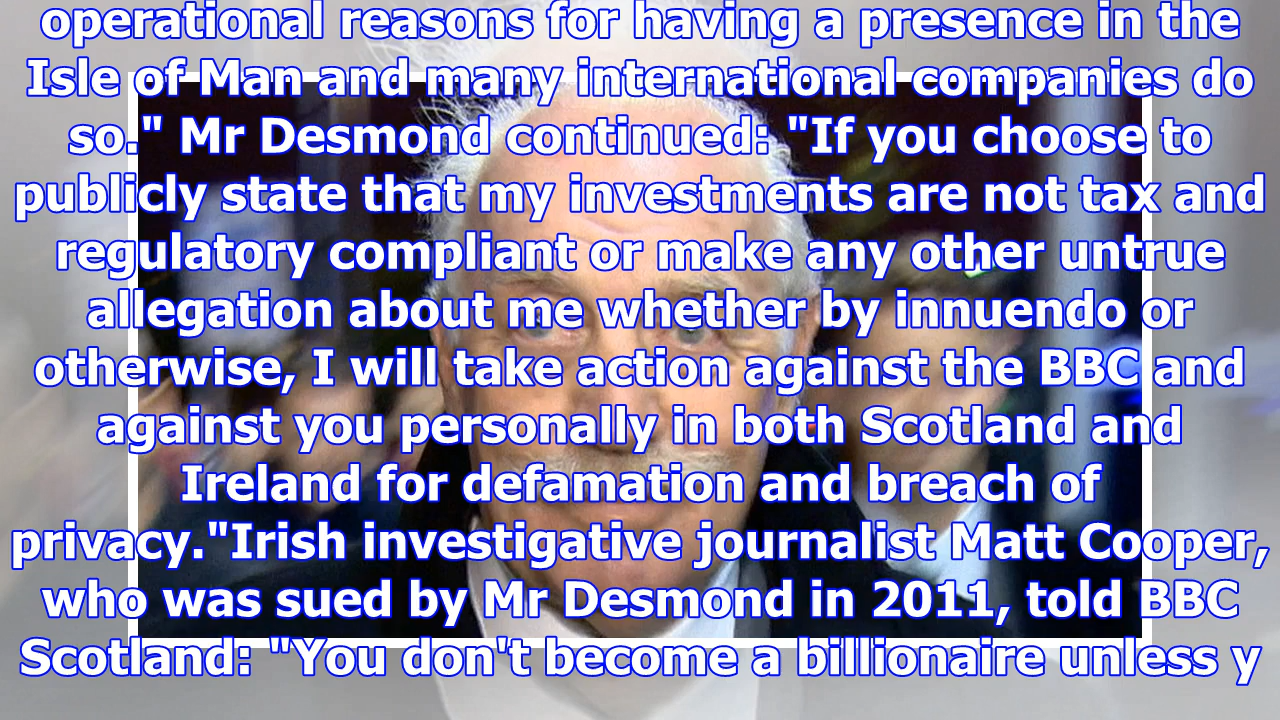 operational reasons for having a presence in the
Isle of Man and many international companies do
so." Mr Desmond continued: "If you choose to
publicly state that my investments are not tax and
regulatory compliant or make any other untrue
allegation about me whether by innuendo or
otherwise, I will take action against the BBC and
against you personally in both Scotland and
Ireland for defamation and breach of
privacy."Irish investigative journalist Matt Cooper,
who was sued by Mr Desmond in 2011, told BBC
Scotland: "You don't become a billionaire unless y